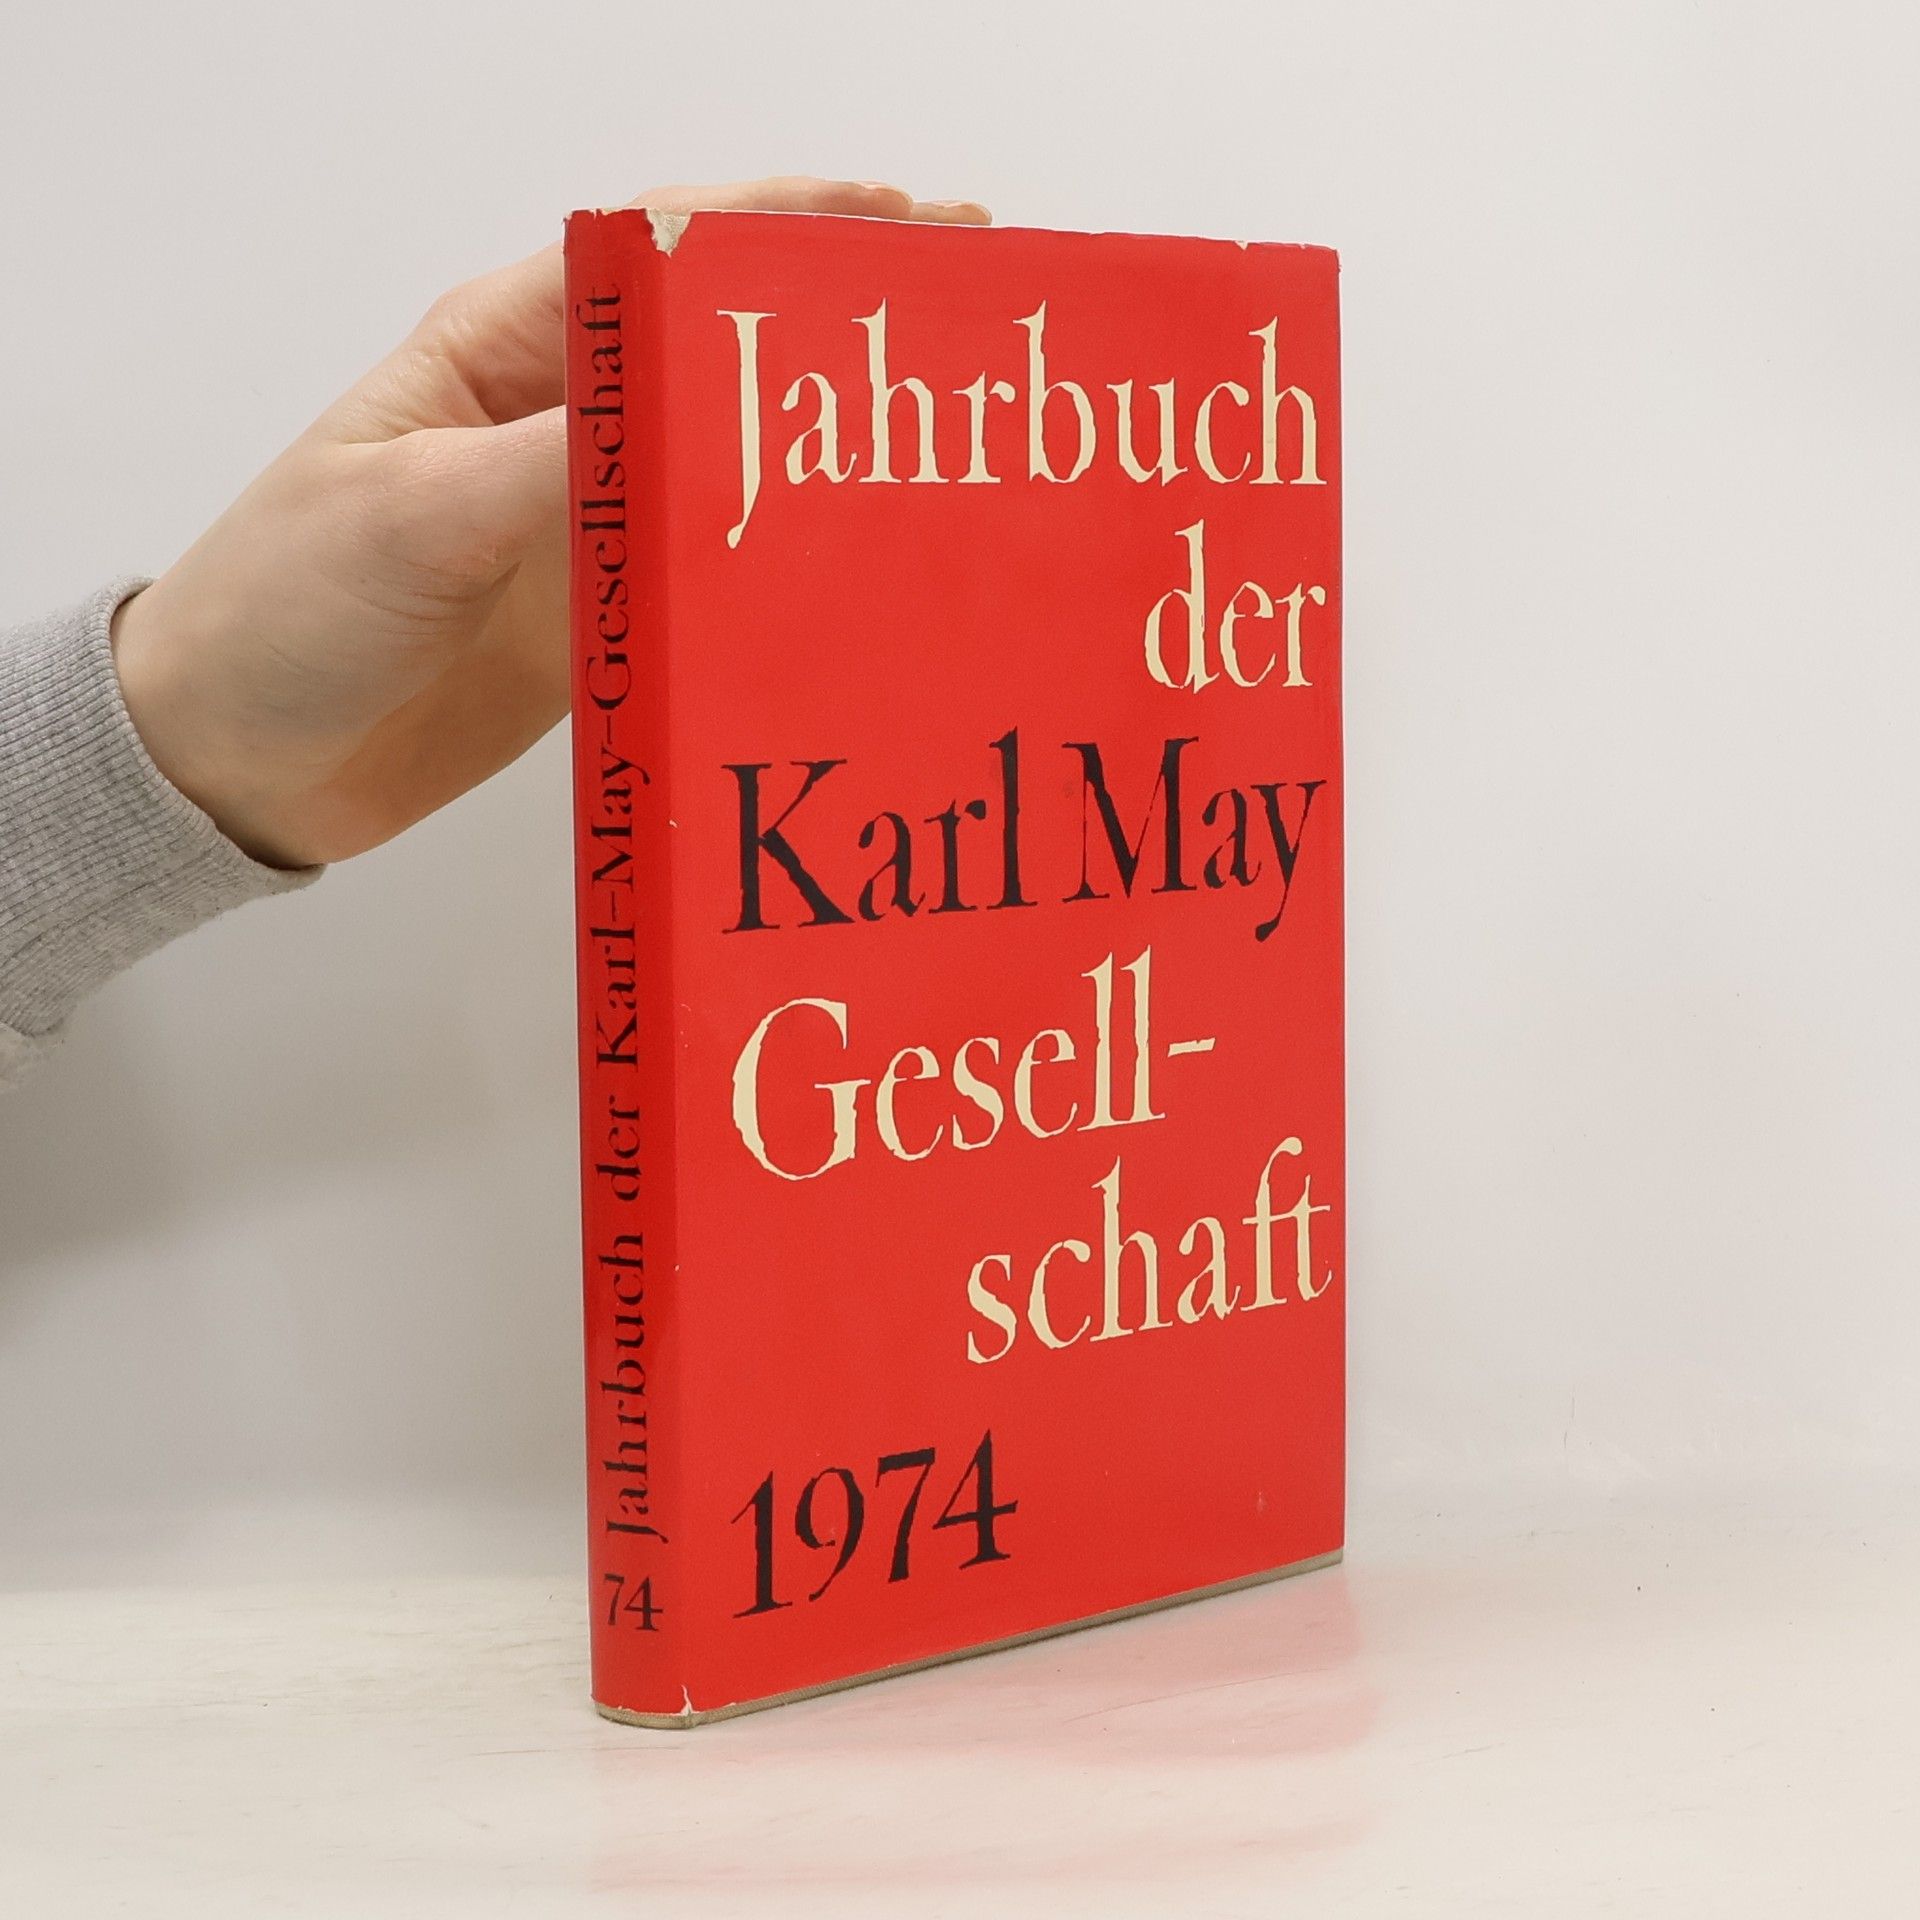 Jahrbuch
der
Karl May
Gesell-
schaft
1974
Jahrbuch der Karl-May-Gesellschaft
74